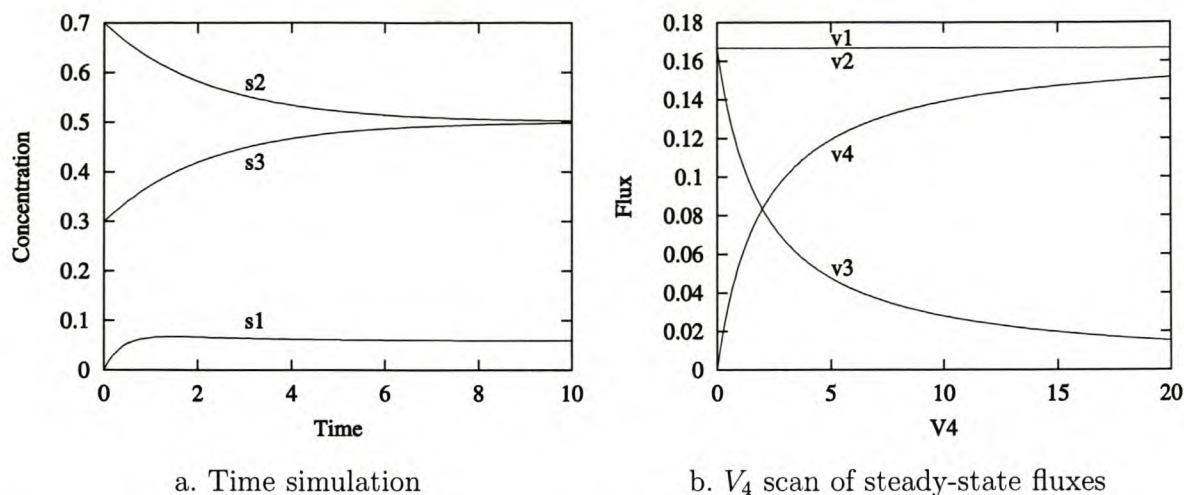 0.7
0.6
0.5
0.4
0.3
0.2
0.1
0
Concentration
s2
s3
s1
0 2 4 6 8 10
Time
a. Time simulation
0.18
0.16
0.14
0.12
0.1
0.08
0.06
0.04
0.02
0
Flux
v1
v2
v4
v3
0 5 10 15 20
V4
b. V4 scan of steady-state fluxes